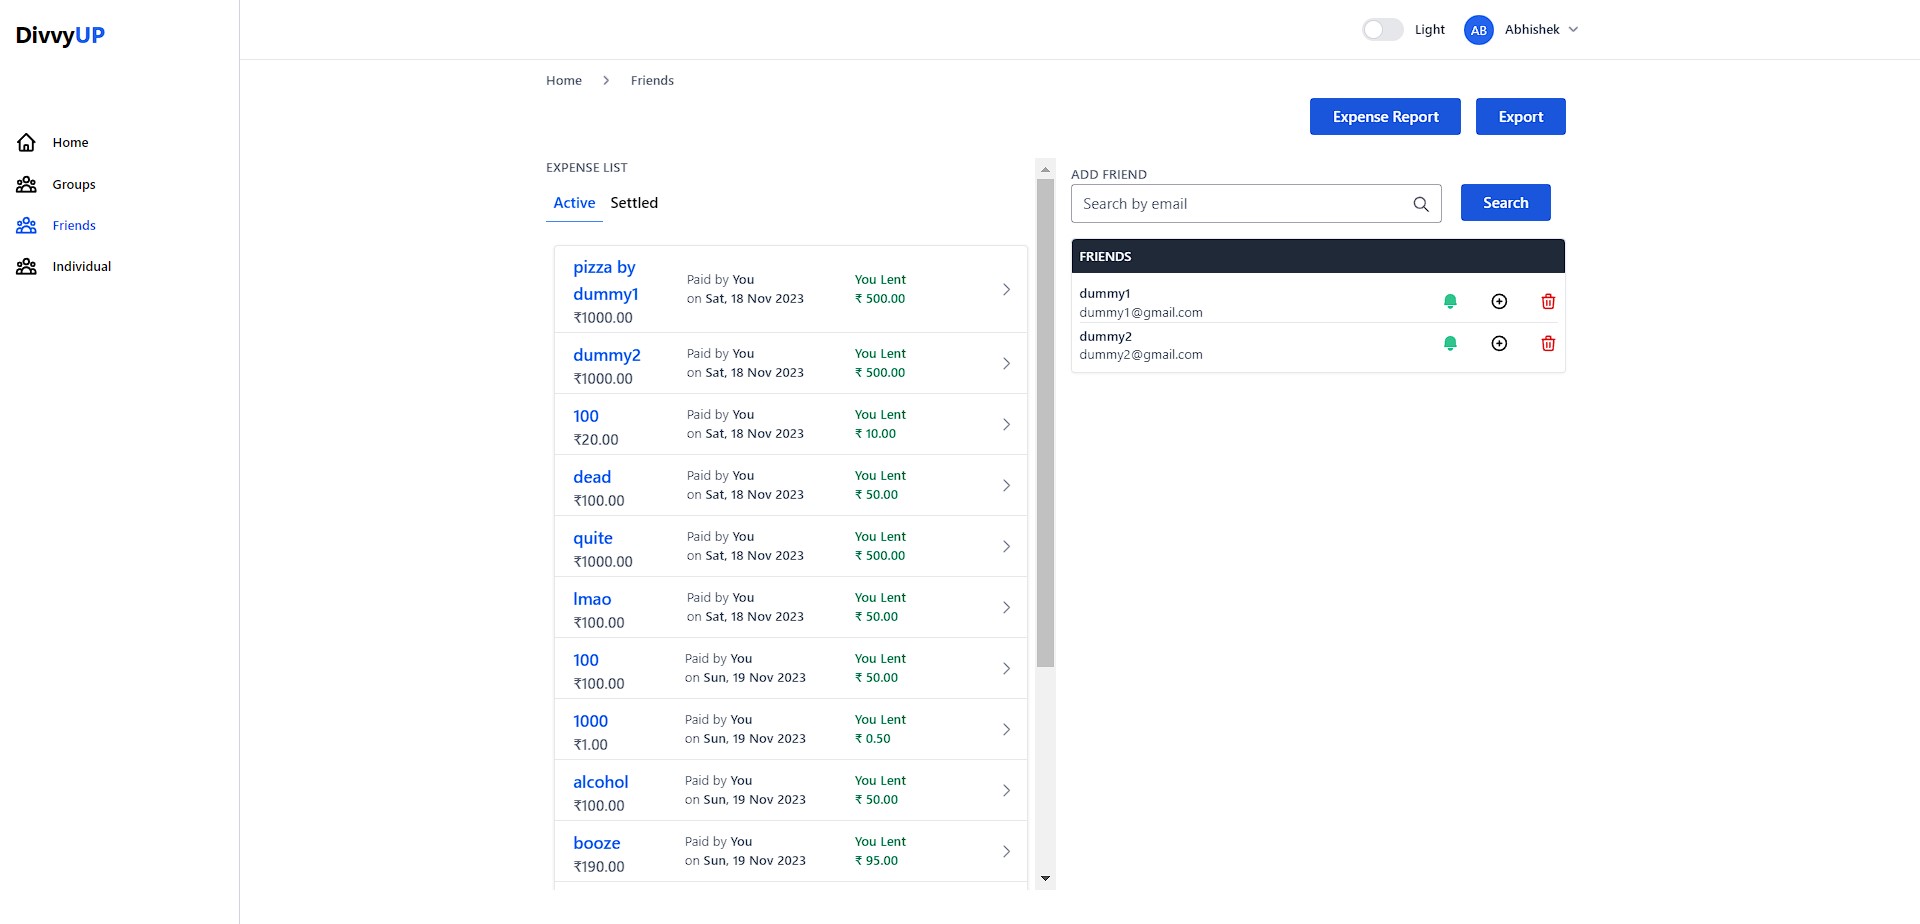 DivvyUP
Light
AB
Abhishek
Home
Groups
Friends
Individual
Home
Friends
Expense Report
Export
EXPENSE LIST
Active
Settled
pizza by
dummy1
₹1000.00
Paid by You
on Sat, 18 Nov 2023
You Lent
₹ 500.00
dummy2
₹1000.00
Paid by You
on Sat, 18 Nov 2023
You Lent
₹ 500.00
100
₹20.00
Paid by You
on Sat, 18 Nov 2023
You Lent
₹ 10.00
dead
₹100.00
Paid by You
on Sat, 18 Nov 2023
You Lent
₹ 50.00
quite
₹1000.00
Paid by You
on Sat, 18 Nov 2023
You Lent
₹ 500.00
lmao
₹100.00
Paid by You
on Sat, 18 Nov 2023
You Lent
₹ 50.00
100
₹100.00
Paid by You
on Sun, 19 Nov 2023
You Lent
₹ 50.00
1000
₹1.00
Paid by You
on Sun, 19 Nov 2023
You Lent
₹ 0.50
alcohol
₹100.00
Paid by You
on Sun, 19 Nov 2023
You Lent
₹ 50.00
booze
₹190.00
Paid by You
on Sun, 19 Nov 2023
You Lent
₹ 95.00
ADD FRIEND
Search by email
Search
FRIENDS
dummy1
dummy1@gmail.com
dummy2
dummy2@gmail.com